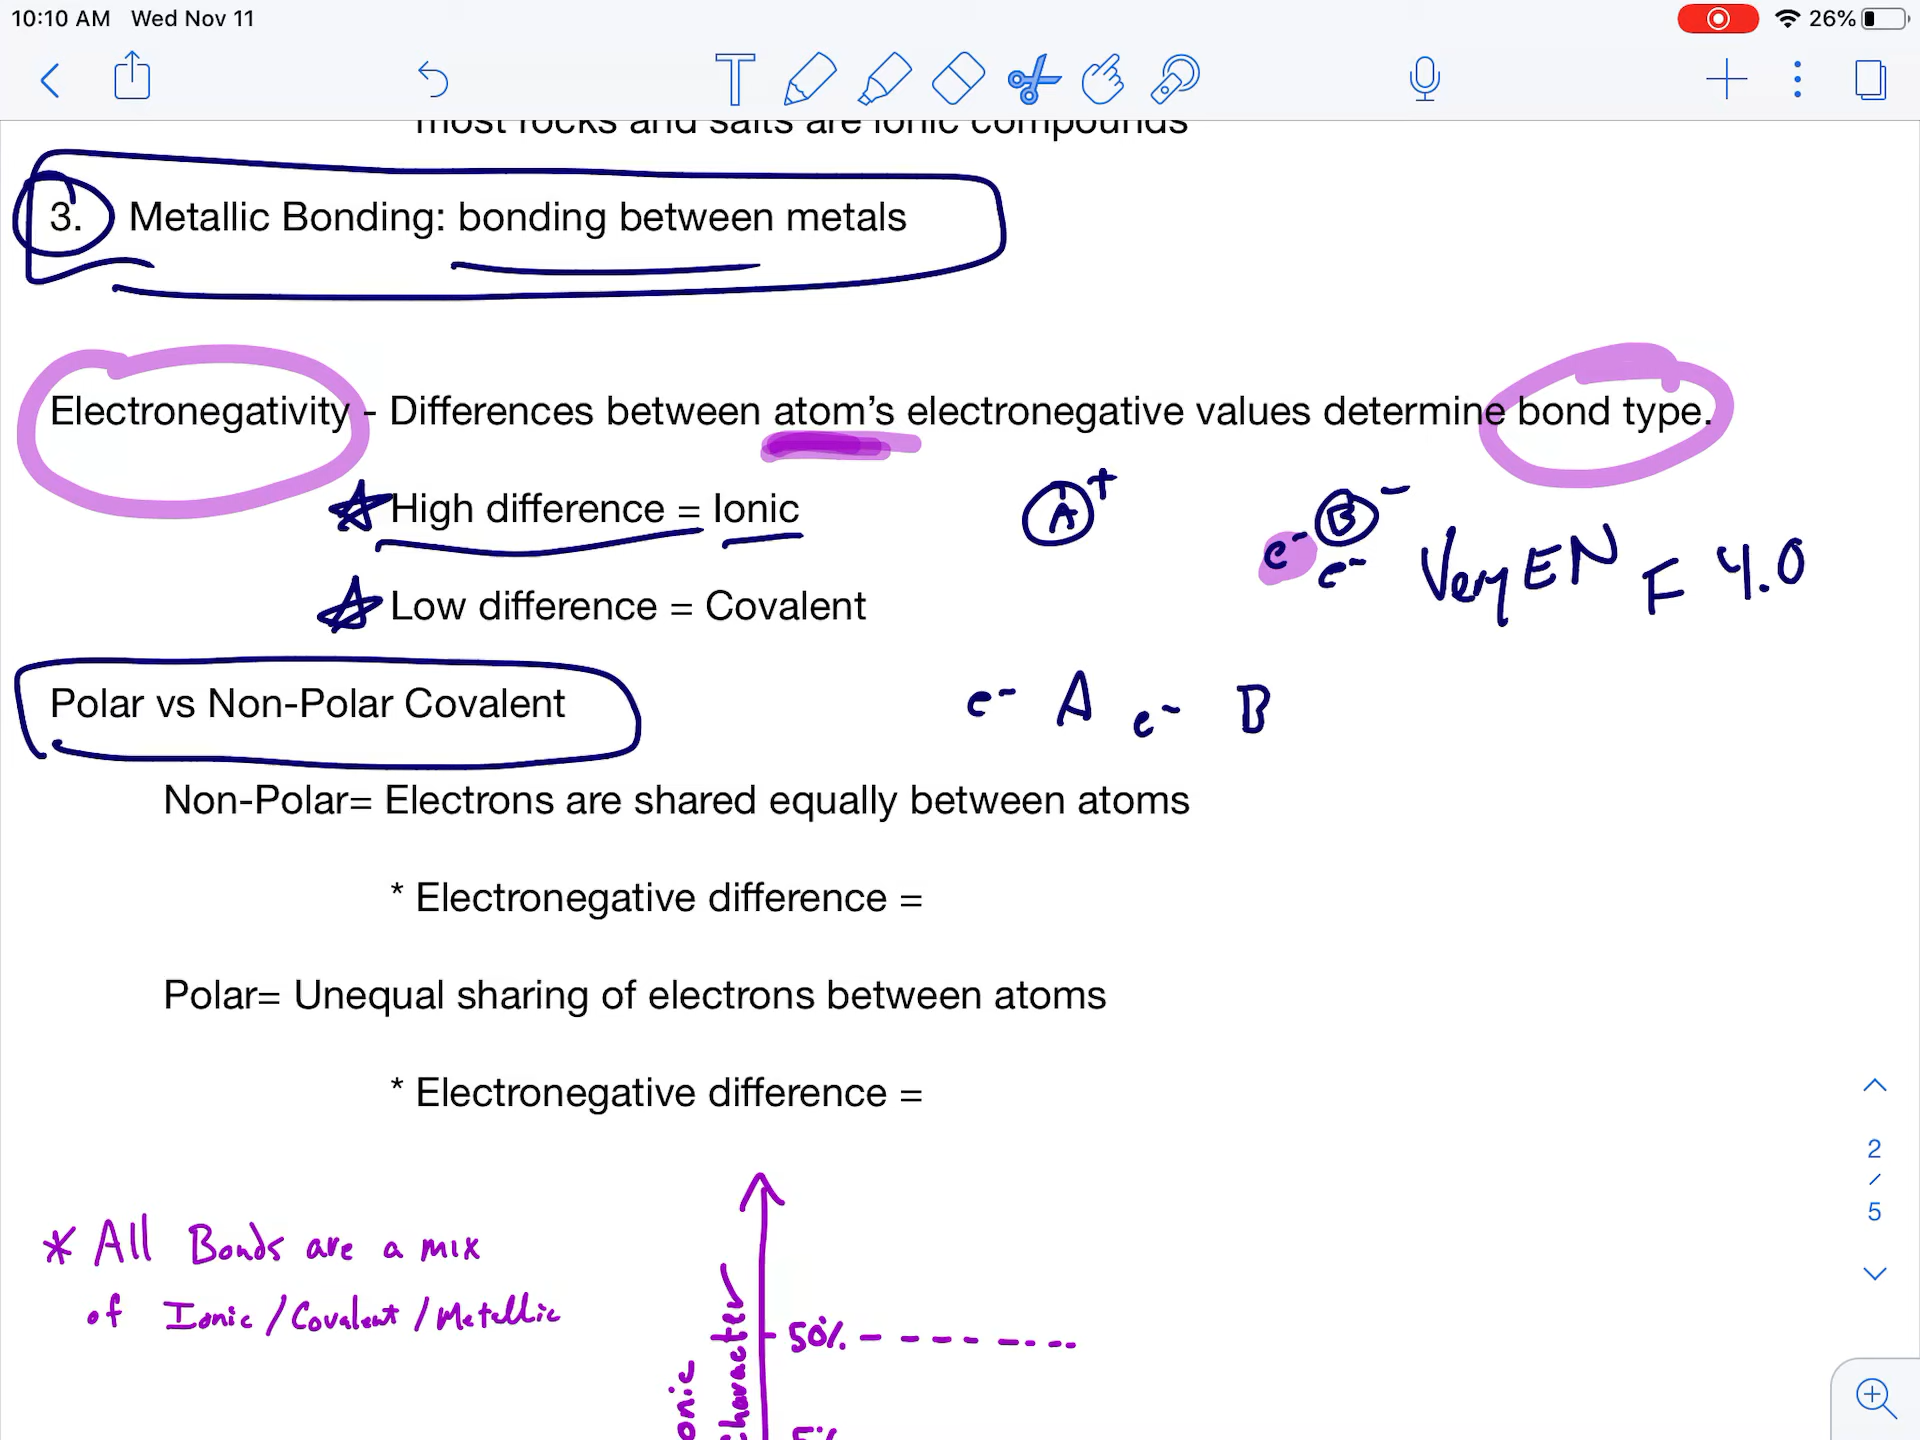 10:10 AM Wed Nov 11 26%
most rocks and salts are ionic compounds
3. Metallic Bonding: bonding between metals
Electronegativity - Differences between atom's electronegative values determine bond type.
High difference = Ionic A+ B-
e- e- Very EN F 4.0
Low difference = Covalent
Polar vs Non-Polar Covalent e- A e- B
Non-Polar= Electrons are shared equally between atoms
* Electronegative difference =
Polar= Unequal sharing of electrons between atoms
* Electronegative difference =
2
/
5
* All Bonds are a mix
of Ionic / Covalent / Metallic
50%
5%